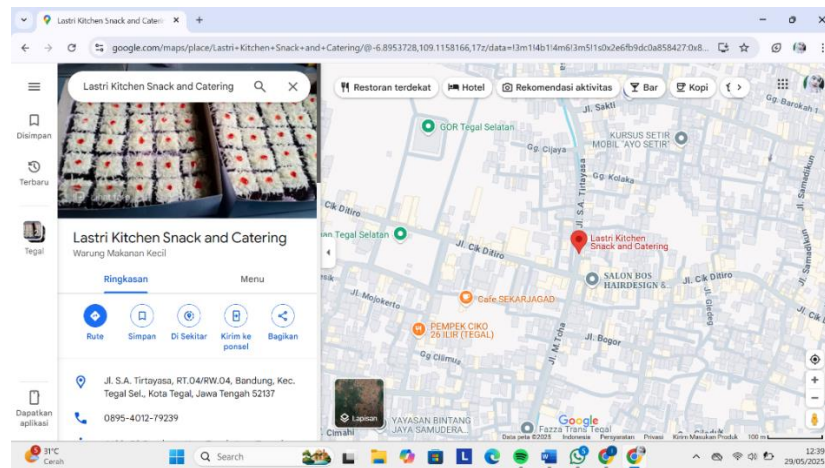 Lastri Kitchen Snack and Cateri
google.com/maps/place/Lastri+Kitchen+Snack+and+Catering/@-6.8953728,109.1158166,17z/data=!3m1!4b1!4m6!3m5!1s0x2e6fb9dc0a858427:0x8...
Lastri Kitchen Snack and Catering
Restoran terdekat
Hotel
Rekomendasi aktivitas
Bar
Kopi
Disimpan
Terbaru
Tegal
Dapatkan
aplikasi
Lastri Kitchen Snack and Catering
Warung Makanan Kecil
Ringkasan
Menu
Rute
Simpan
Di Sekitar
Kirim ke
ponsel
Bagikan
Jl. S.A. Tirtayasa, RT.04/RW.04, Bandung, Kec.
Tegal Sel., Kota Tegal, Jawa Tengah 52137
0895-4012-79239
Jl. Sakti
Gg. Barokah 1
GOR Tegal Selatan
KURSUS SETIR
MOBIL "AYO SETIR"
Gg. Cijaya
Gg. Kolaka
Jl. S.A. Tirtayasa
Jl. Samadikun
Cik Ditiro
an Tegal Selatan
Jl. Cik Ditiro
Lastri Kitchen
Snack and Catering
SALON BOS
HAIRDESIGN &
Jl. Cik Ditiro
Jl. Mojokerto
Cafe SEKARJAGAD
Jl. Gledeg
PEMPEK CIKO
26 ILIR (TEGAL)
Jl. M.Toha
Jl. Bogor
Gg Climus
Lapisan
Cimahi
YAYASAN BINTANG
JAYA SAMUDERA
Google
Fazza Trans Tegal
Data peta ©2025
Indonesia
Persyaratan
Privasi
Kirim Masukan Produk
100 m
31°C
Cerah
Search
12:39
29/05/2025